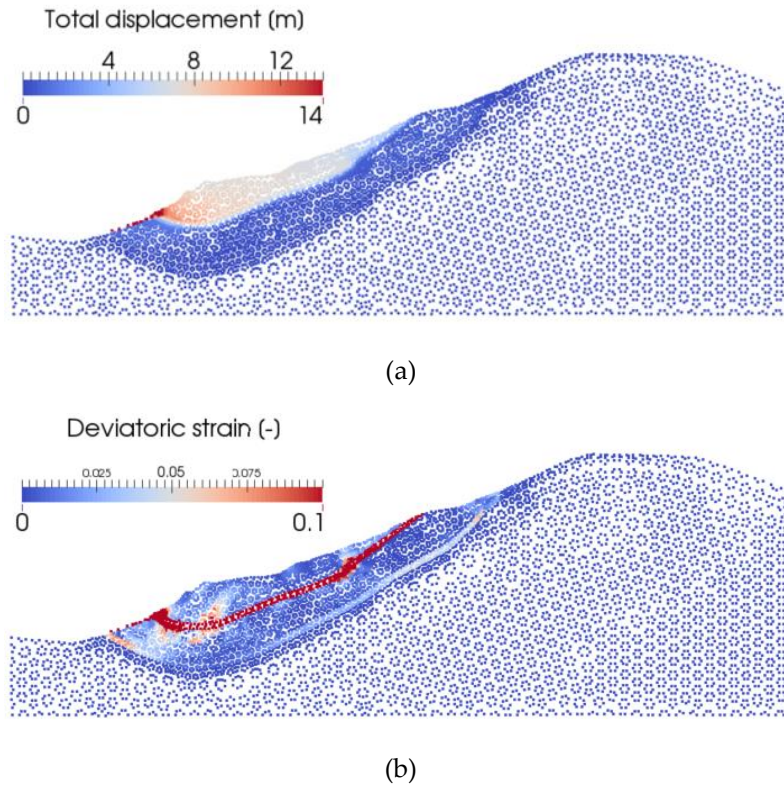 Total displacement (m)
4 8 12
0 14
(a)
Deviatoric strain (-)
0.025 0.05 0.075
0 0.1
(b)